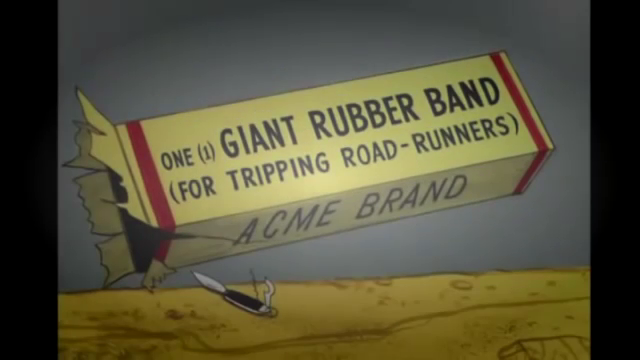 ONE (1) GIANT RUBBER BAND
(FOR TRIPPING ROAD-RUNNERS)
ACME BRAND